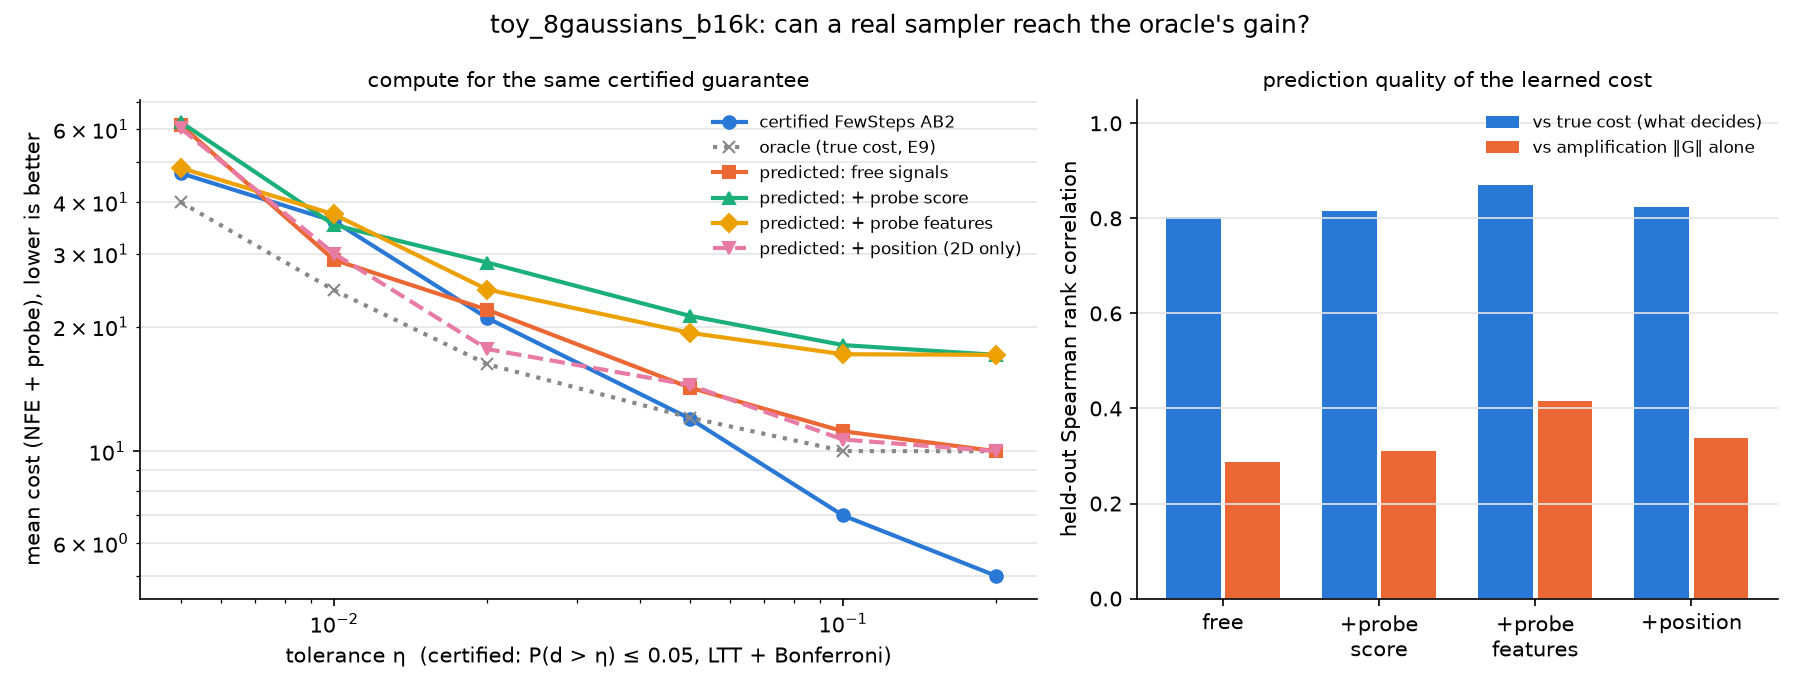 toy_8gaussians_b16k: can a real sampler reach the oracle's gain?
compute for the same certified guarantee
mean cost (NFE + probe), lower is better
6 × 10¹
4 × 10¹
3 × 10¹
2 × 10¹
10¹
6 × 10⁰
certified FewSteps AB2
oracle (true cost, E9)
predicted: free signals
predicted: + probe score
predicted: + probe features
predicted: + position (2D only)
10⁻²
10⁻¹
tolerance η (certified: P(d > η) ≤ 0.05, LTT + Bonferroni)
prediction quality of the learned cost
held-out Spearman rank correlation
1.0
0.8
0.6
0.4
0.2
0.0
vs true cost (what decides)
vs amplification ‖G‖ alone
free
+probe
score
+probe
features
+position